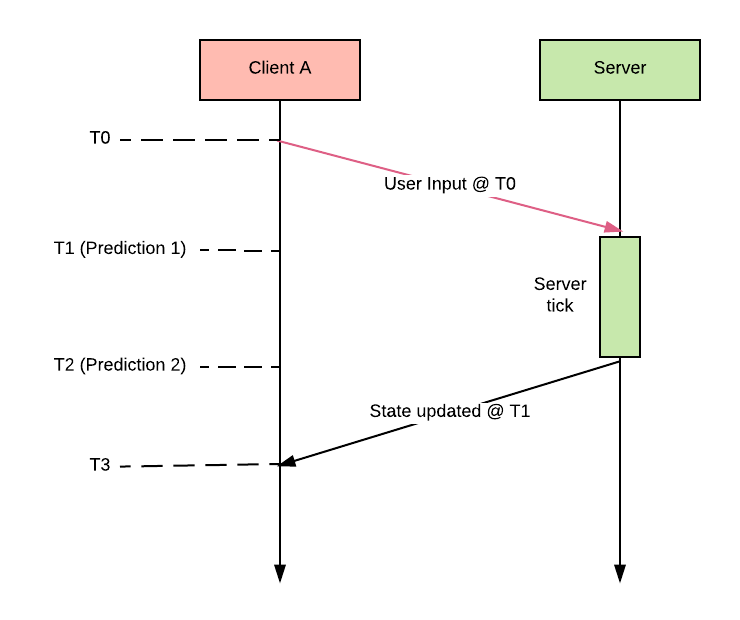 Client A
Server
T0
User Input @ T0
T1 (Prediction 1)
Server
tick
T2 (Prediction 2)
State updated @ T1
T3